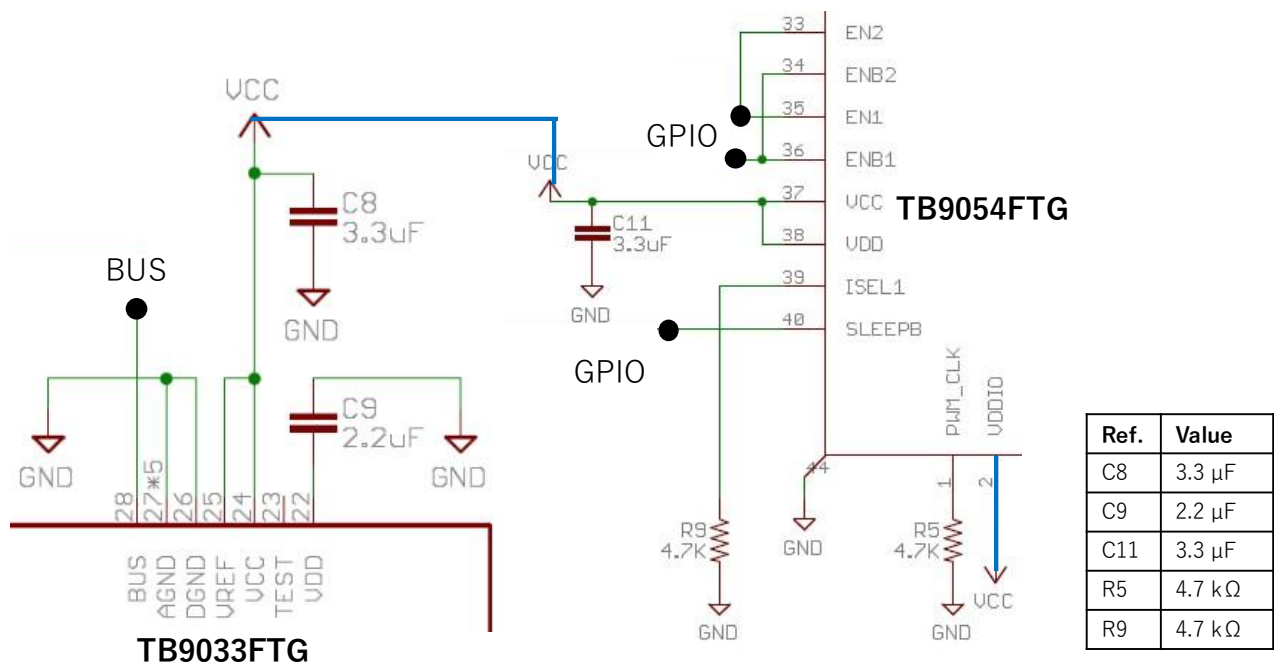 VCC
C8
3.3uF
GND
BUS
C9
2.2uF
GND
GND
28
27*5
26
25
24
23
22
BUS
AGND
DGND
VREF
VCC
TEST
VDD
TB9033FTG
VCC
C11
3.3uF
GND
GPIO
33 EN2
34 ENB2
35 EN1
36 ENB1
37 VCC
TB9054FTG
38 VDD
39 ISEL1
40 SLEEPB
GPIO
PWM_CLK
VDDIO
44
1
2
GND
R9
4.7K
GND
R5
4.7K
GND
VCC
Ref. Value
C8 3.3 μF
C9 2.2 μF
C11 3.3 μF
R5 4.7 kΩ
R9 4.7 kΩ